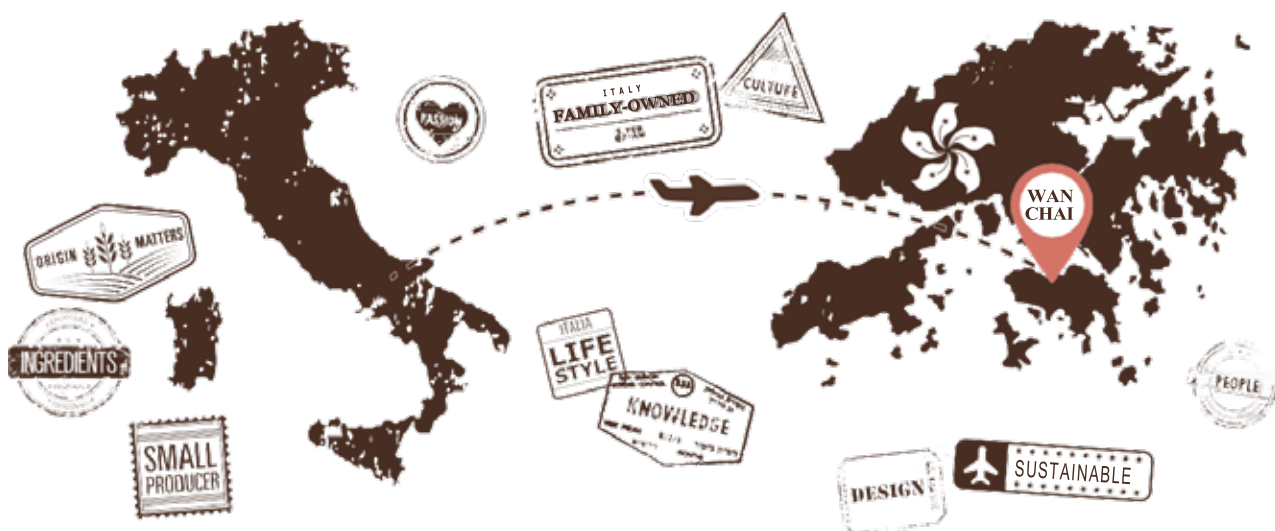 CULTURE
PASSION
ITALY
FAMILY-OWNED
WAN
CHAI
ORIGIN MATTERS
ITALIA
LIFE
STYLE
INGREDIENTS
KNOWLEDGE
PEOPLE
SMALL
PRODUCER
DESIGN
SUSTAINABLE